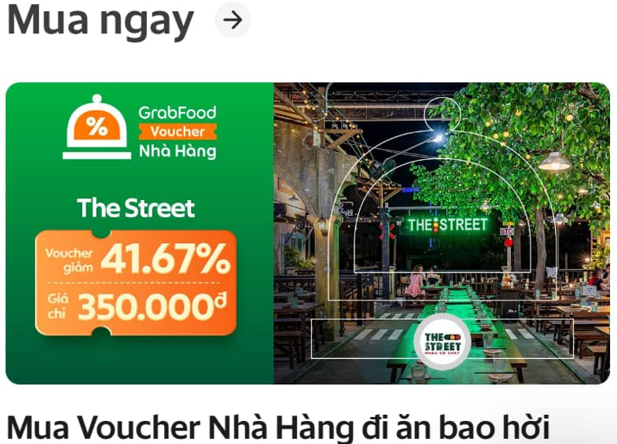 Mua ngay
GrabFood
Voucher
Nhà Hàng
%
The Street
Voucher
giảm
41.67%
Giá
chỉ
350.000đ
THE STREET
THE
STREET
Mua Voucher Nhà Hàng đi ăn bao hời